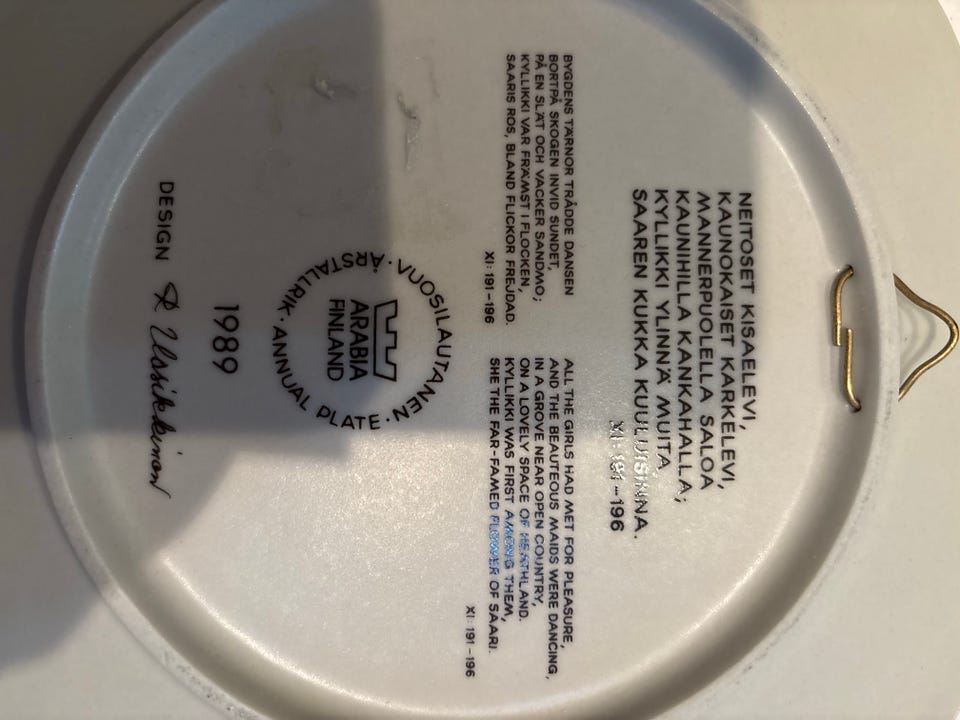 NEITOSET KISAELEVI,
KAUNOKAISET KARKELEVI,
MANNERPUOLELLA SALOA
KAUNIHILLA KANKAHALLA;
KYLLIKKI YLINNÄ MUITA,
SAAREN KUKKA KUULUISINNA.
XI: 191–196
BYGDENS TÄRNOR TRÅDDE DANSEN
BORTPÅ SKOGEN INVID SUNDET,
PÅ EN SLÄT OCH VACKER SANDMO;
KYLLIKKI VAR FRÄMST I FLOCKEN,
SAARIS ROS, BLAND FLICKOR FREJDAD.
XI: 191–196
ALL THE GIRLS HAD MET FOR PLEASURE,
AND THE BEAUTEOUS MAIDS WERE DANCING,
IN A GROVE NEAR OPEN COUNTRY,
ON A LOVELY SPACE OF HEATHLAND.
KYLLIKKI WAS FIRST AMONG THEM,
SHE THE FAR-FAMED FLOWER OF SAARI.
XI: 191–196
VUOSILAUTANEN · ANNUAL PLATE · ÅRSTALLRIK ·
ARABIA
FINLAND
1989
DESIGN R Uosikkinen